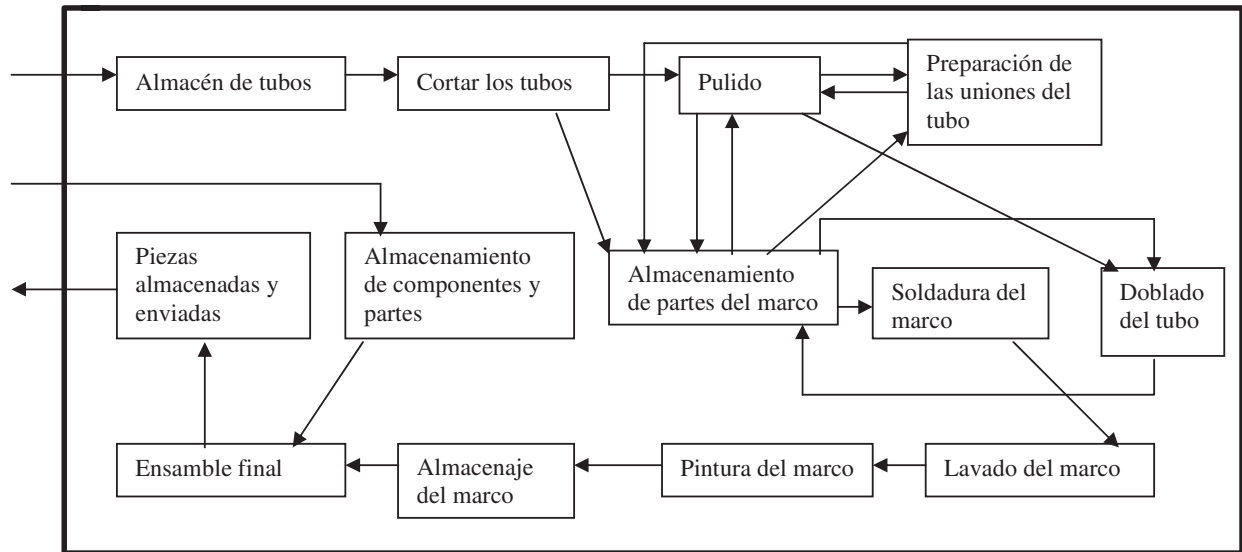 Almacén de tubos
Cortar los tubos
Pulido
Preparación de
las uniones del
tubo
Piezas
almacenadas y
enviadas
Almacenamiento
de componentes y
partes
Almacenamiento
de partes del marco
Soldadura del
marco
Doblado
del tubo
Ensamble final
Almacenaje
del marco
Pintura del marco
Lavado del marco